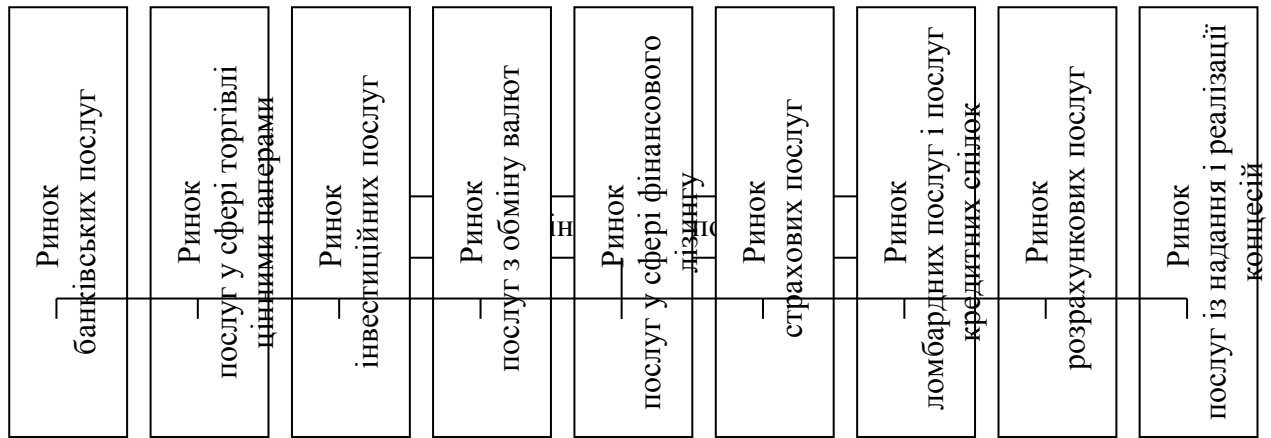 Ринок
банківських послуг
Ринок
послуг у сфері торгівлі
цінними паперами
Ринок
інвестиційних послуг
Ринок
послуг з обміну валют
Ринок
послуг у сфері фінансового
лізингу
Ринок
страхових послуг
Ринок
ломбардних послуг і послуг
кредитних спілок
Ринок
розрахункових послуг
Ринок
послуг із надання і реалізації
концесій